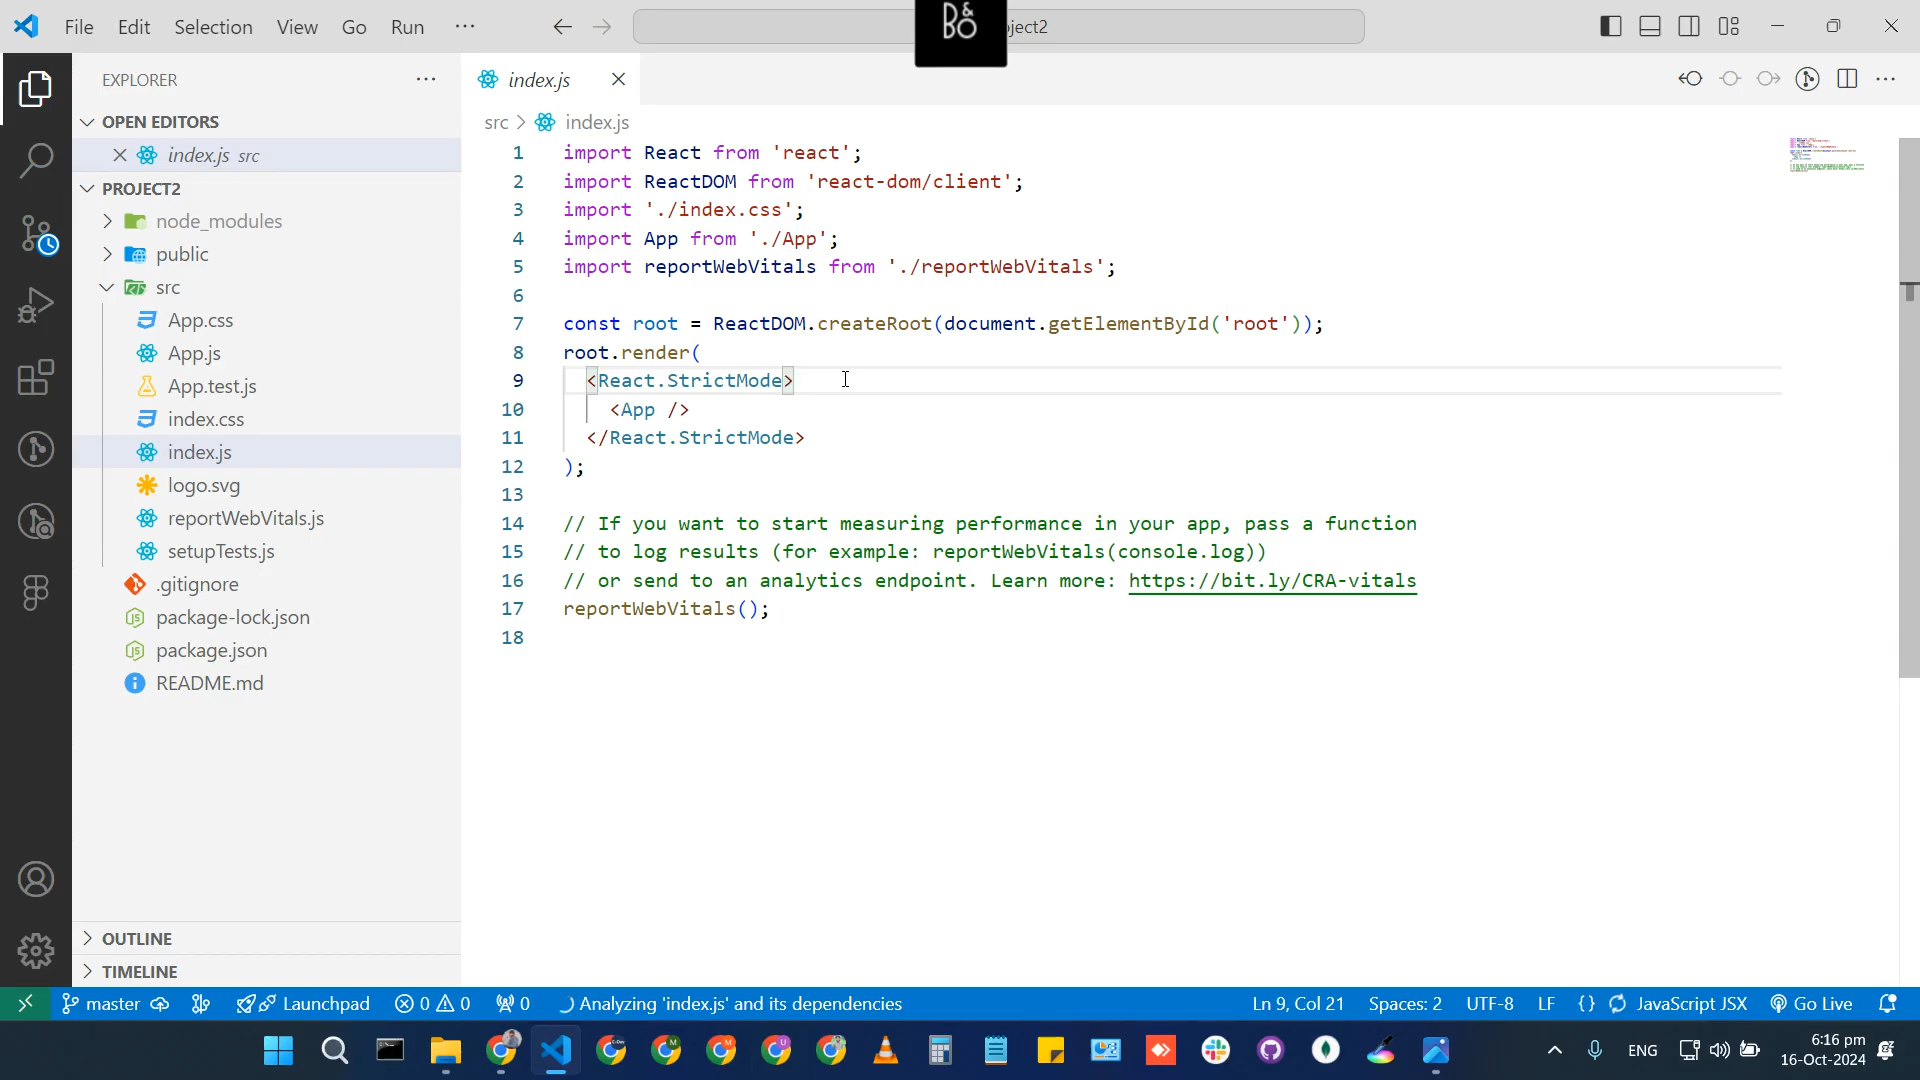 File Edit Selection View Go Run ···
B&O
ject2
EXPLORER
OPEN EDITORS
index.js src
PROJECT2
node_modules
public
src
App.css
App.js
App.test.js
index.css
index.js
logo.svg
reportWebVitals.js
setupTests.js
.gitignore
package-lock.json
package.json
README.md
OUTLINE
TIMELINE
index.js
src > index.js
1 import React from 'react';
2 import ReactDOM from 'react-dom/client';
3 import './index.css';
4 import App from './App';
5 import reportWebVitals from './reportWebVitals';
6
7 const root = ReactDOM.createRoot(document.getElementById('root'));
8 root.render(
9 <React.StrictMode>
10 <App />
11 </React.StrictMode>
12 );
13
14 // If you want to start measuring performance in your app, pass a function
15 // to log results (for example: reportWebVitals(console.log))
16 // or send to an analytics endpoint. Learn more: https://bit.ly/CRA-vitals
17 reportWebVitals();
18
master Launchpad 0 0 0 Analyzing 'index.js' and its dependencies Ln 9, Col 21 Spaces: 2 UTF-8 LF {} JavaScript JSX Go Live
ENG
6:16 pm
16-Oct-2024